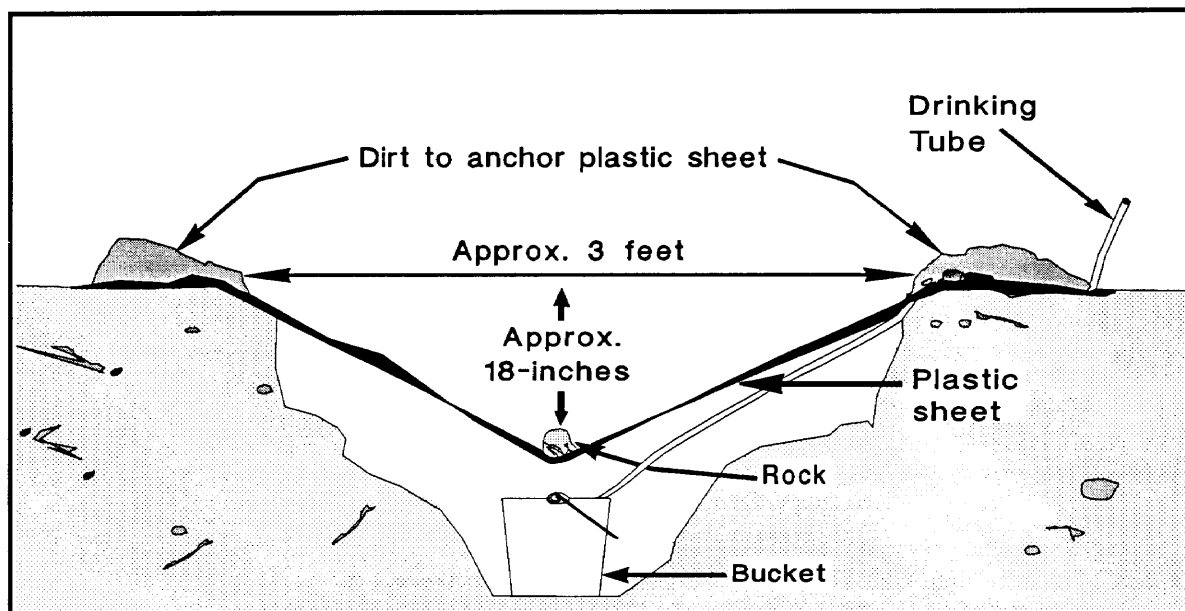 Drinking
Tube
Dirt to anchor plastic sheet
Approx. 3 feet
Approx.
18-inches
Plastic
sheet
Rock
Bucket